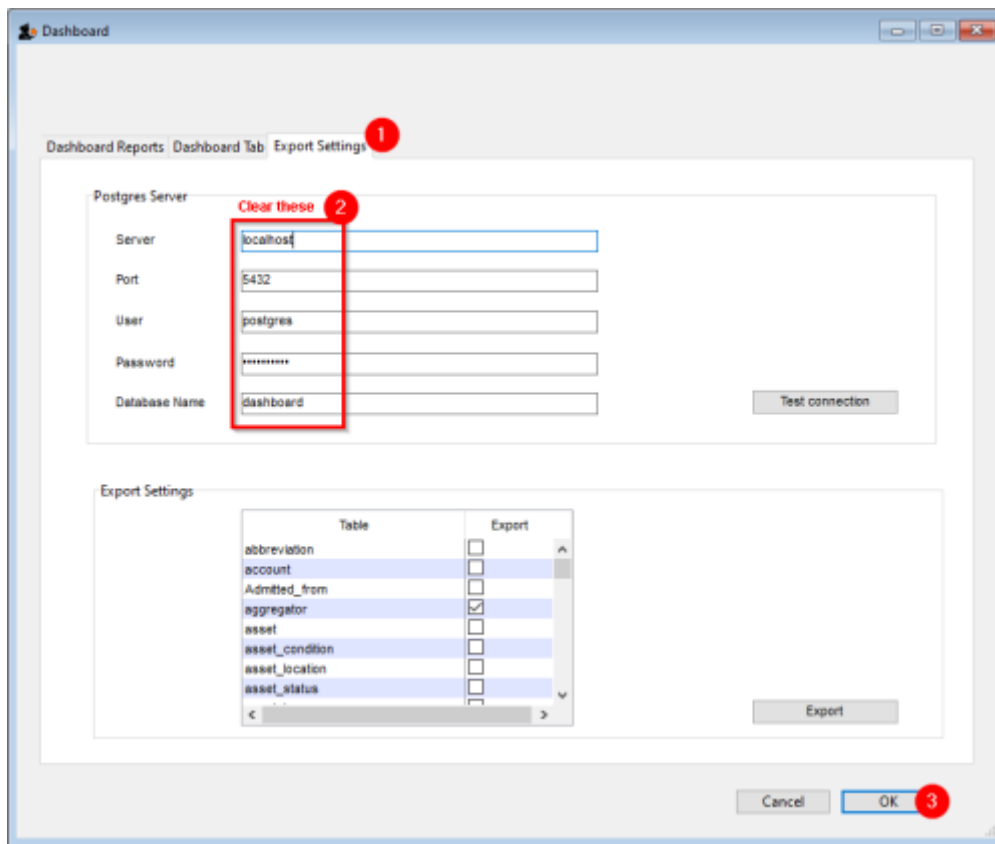 Dashboard
Dashboard Reports Dashboard Tab Export Settings 1
Postgres Server
Clear these 2
Server localhost
Port 5432
User postgres
Password ••••••••••
Database Name dashboard Test connection
Export Settings
Table Export
abbreviation
account
Admitted_from
aggregator
asset
asset_condition
asset_location
asset_status
Export
Cancel OK 3